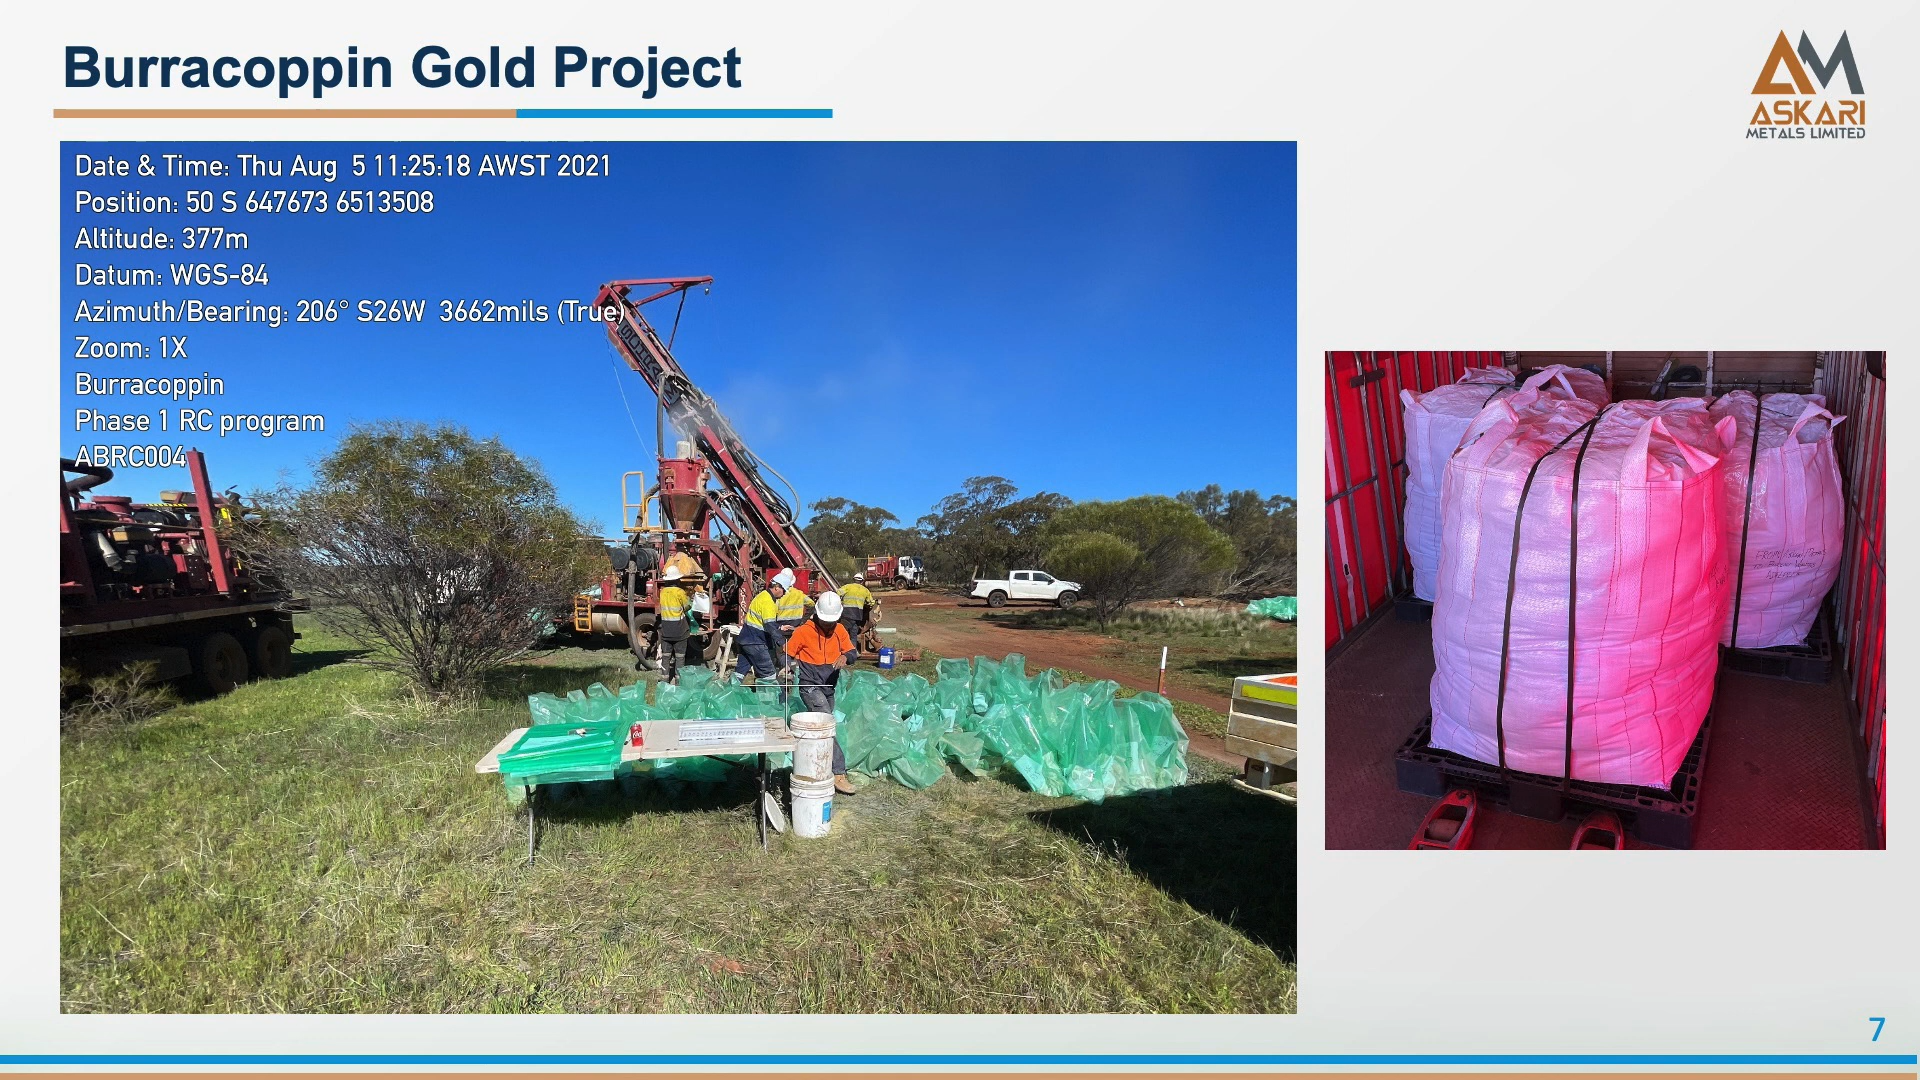 Burracoppin Gold Project
AM
ASKARI
METALS LIMITED
Date & Time: Thu Aug 5 11:25:18 AWST 2021
Position: 50 S 647673 6513508
Altitude: 377m
Datum: WGS-84
Azimuth/Bearing: 206° S26W 3662mils (True)
Zoom: 1X
Burracoppin
Phase 1 RC program
ABRC004
7